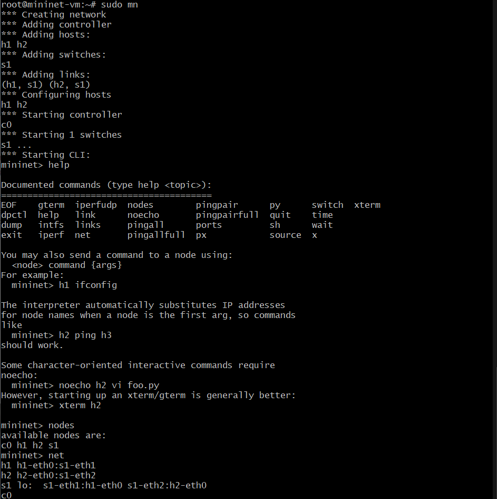 root@mininet-vm:~# sudo mn
*** Creating network
*** Adding controller
*** Adding hosts:
h1 h2
*** Adding switches:
s1
*** Adding links:
(h1, s1) (h2, s1)
*** Configuring hosts
h1 h2
*** Starting controller
c0
*** Starting 1 switches
s1 ...
*** Starting CLI:
mininet> help

Documented commands (type help <topic>):
========================================
EOF    gterm  iperfudp  nodes        pingpair      py      switch  xterm
dpctl  help   link      noecho       pingpairfull  quit    time
dump   intfs  links     pingall      ports         sh      wait
exit   iperf  net       pingallfull  px            source  x

You may also send a command to a node using:
  <node> command {args}
For example:
  mininet> h1 ifconfig

The interpreter automatically substitutes IP addresses
for node names when a node is the first arg, so commands
like
  mininet> h2 ping h3
should work.

Some character-oriented interactive commands require
noecho:
  mininet> noecho h2 vi foo.py
However, starting up an xterm/gterm is generally better:
  mininet> xterm h2

mininet> nodes
available nodes are:
c0 h1 h2 s1
mininet> net
h1 h1-eth0:s1-eth1
h2 h2-eth0:s1-eth2
s1 lo:  s1-eth1:h1-eth0 s1-eth2:h2-eth0
c0